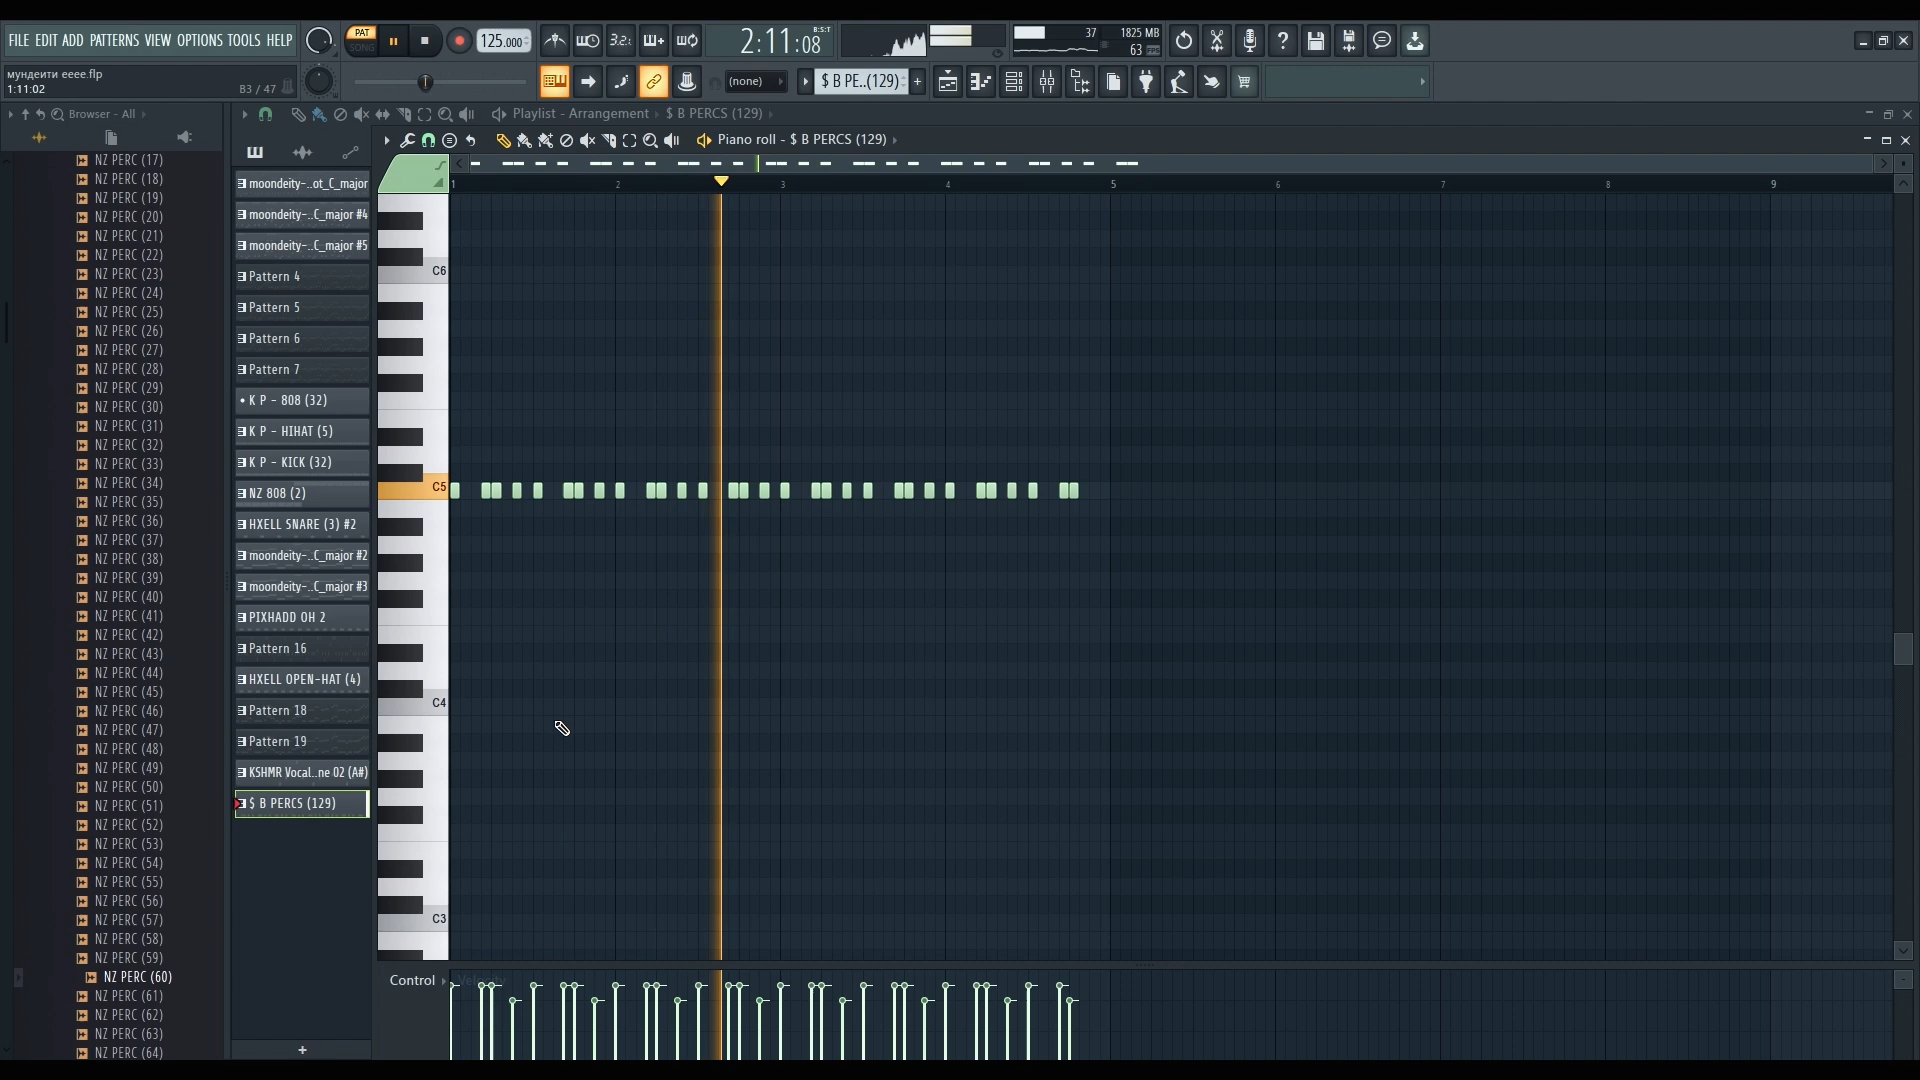 FILE EDIT ADD PATTERNS VIEW OPTIONS TOOLS HELP
PAT
SONG
125.000
3.2..
B:S:T
2:11:08
37
1825 MB
63
мундеити ееее.flp
1:11:02
B3 / 47
(none)
$ B PE..(129)
+
Browser - All
Playlist - Arrangement
$ B PERCS (129)
Piano roll - $ B PERCS (129)
1 2 3 4 5 6 7 8 9
NZ PERC (17)
NZ PERC (18)
NZ PERC (19)
NZ PERC (20)
NZ PERC (21)
NZ PERC (22)
NZ PERC (23)
NZ PERC (24)
NZ PERC (25)
NZ PERC (26)
NZ PERC (27)
NZ PERC (28)
NZ PERC (29)
NZ PERC (30)
NZ PERC (31)
NZ PERC (32)
NZ PERC (33)
NZ PERC (34)
NZ PERC (35)
NZ PERC (36)
NZ PERC (37)
NZ PERC (38)
NZ PERC (39)
NZ PERC (40)
NZ PERC (41)
NZ PERC (42)
NZ PERC (43)
NZ PERC (44)
NZ PERC (45)
NZ PERC (46)
NZ PERC (47)
NZ PERC (48)
NZ PERC (49)
NZ PERC (50)
NZ PERC (51)
NZ PERC (52)
NZ PERC (53)
NZ PERC (54)
NZ PERC (55)
NZ PERC (56)
NZ PERC (57)
NZ PERC (58)
NZ PERC (59)
NZ PERC (60)
NZ PERC (61)
NZ PERC (62)
NZ PERC (63)
NZ PERC (64)
moondeity-..ot_C_major
moondeity-..C_major #4
moondeity-..C_major #5
Pattern 4
Pattern 5
Pattern 6
Pattern 7
K P - 808 (32)
K P - HIHAT (5)
K P - KICK (32)
NZ 808 (2)
HXELL SNARE (3) #2
moondeity-..C_major #2
moondeity-..C_major #3
PIXHADD OH 2
Pattern 16
HXELL OPEN-HAT (4)
Pattern 18
Pattern 19
KSHMR Vocal..ne 02 (A#)
$ B PERCS (129)
+
C6
C5
C4
C3
Control
Velocity